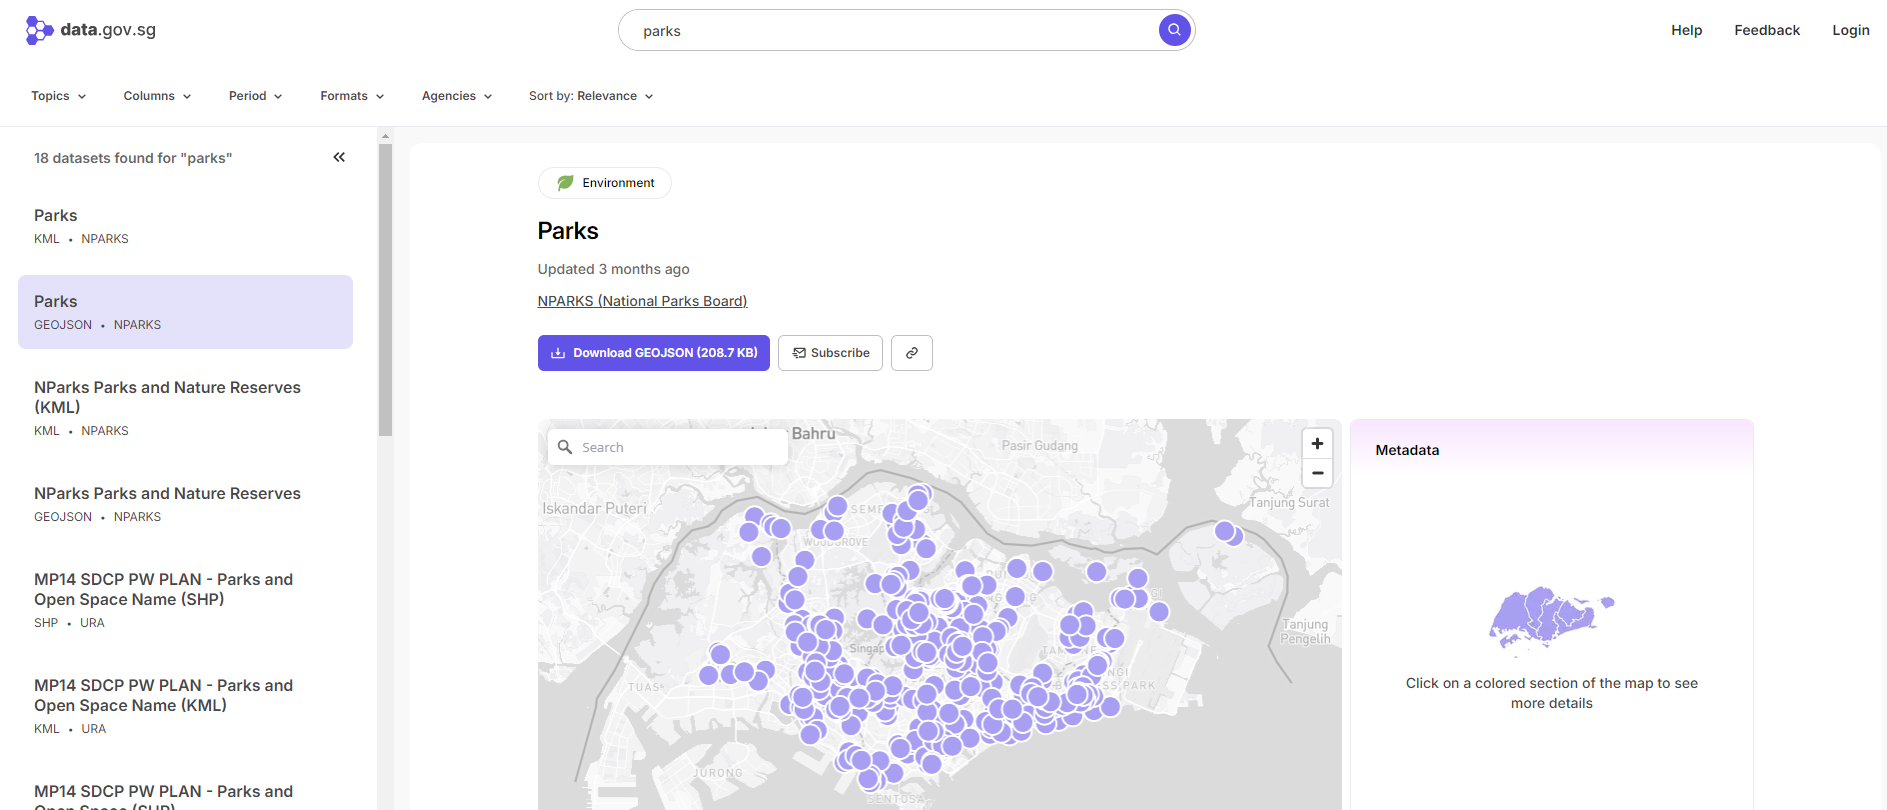 data.gov.sg
parks
Help
Feedback
Login
Topics
Columns
Period
Formats
Agencies
Sort by: Relevance
18 datasets found for "parks"
Parks
KML • NPARKS
Parks
GEOJSON • NPARKS
NParks Parks and Nature Reserves
(KML)
KML • NPARKS
NParks Parks and Nature Reserves
GEOJSON • NPARKS
MP14 SDCP PW PLAN - Parks and
Open Space Name (SHP)
SHP • URA
MP14 SDCP PW PLAN - Parks and
Open Space Name (KML)
KML • URA
MP14 SDCP PW PLAN - Parks and
Open Space (SHP)
Environment
Parks
Updated 3 months ago
NPARKS (National Parks Board)
Download GEOJSON (208.7 KB)
Subscribe
Search
Bahru
Pasir Gudang
Iskandar Puteri
Tanjung Surat
WOODGROVE
Tanjung
Pengelih
TUAS
PARK
JURONG
SENTOSA
Metadata
Click on a colored section of the map to see
more details